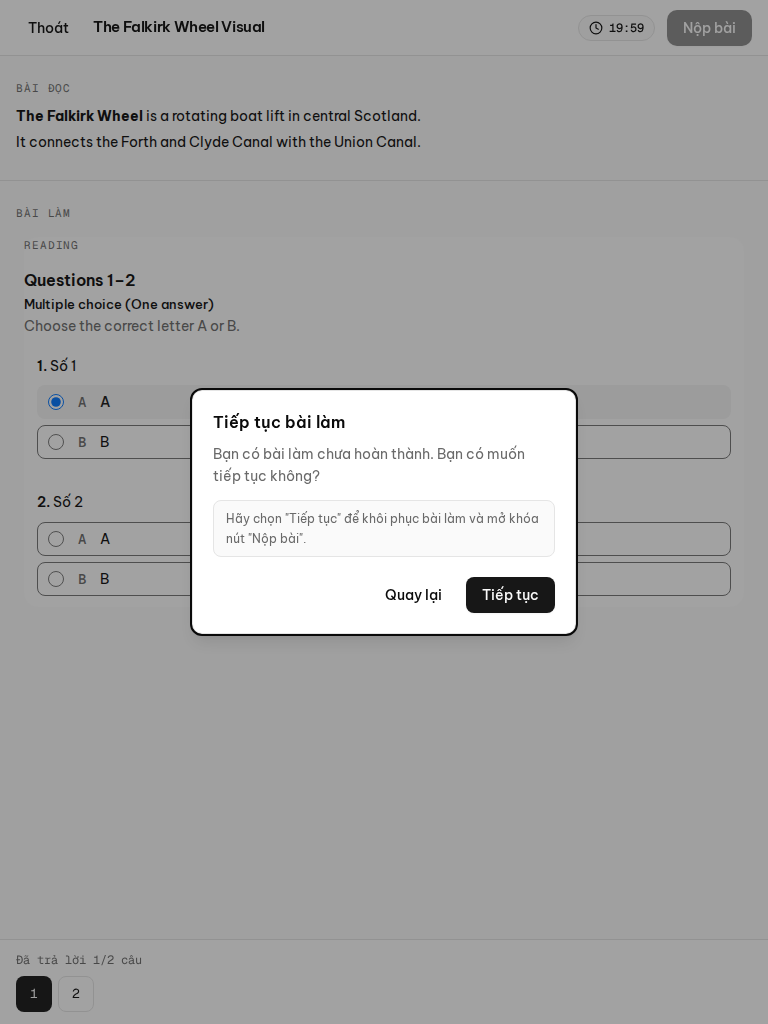 Thoát
The Falkirk Wheel Visual
19:59
Nộp bài
BÀI ĐỌC
The Falkirk Wheel is a rotating boat lift in central Scotland.
It connects the Forth and Clyde Canal with the Union Canal.
BÀI LÀM
READING
Questions 1–2
Multiple choice (One answer)
Choose the correct letter A or B.
1. Số 1
A A
B B
2. Số 2
A A
B B
Tiếp tục bài làm
Bạn có bài làm chưa hoàn thành. Bạn có muốn
tiếp tục không?
Hãy chọn "Tiếp tục" để khôi phục bài làm và mở khóa
nút "Nộp bài".
Quay lại
Tiếp tục
Đã trả lời 1/2 câu
1
2